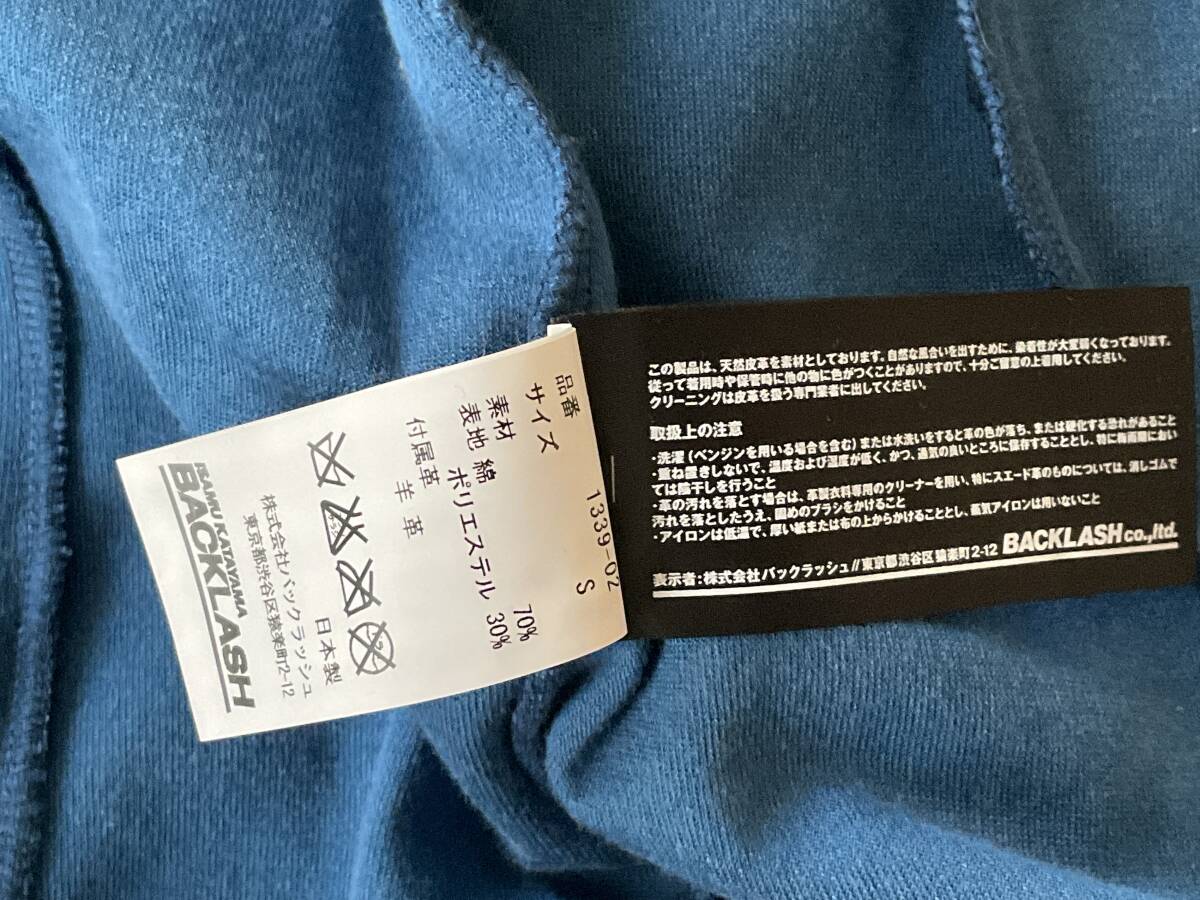 品番 1339-02
サイズ S
素材
表地 綿 70%
ポリエステル 30%
付属革
羊革
日本製
株式会社バックラッシュ
東京都渋谷区猿楽町2-12
ISAMU KATAYAMA
BACKLASH
この製品は、天然皮革を素材としております。自然な風合いを出すために、染着性が大変弱くなっております。
従って着用時や保管時に他の物に色がつくことがありますので、十分ご留意の上着用してください。
クリーニングは皮革を扱う専門業者に出してください。
取扱上の注意
・洗濯(ベンジンを用いる場合を含む)または水洗いをすると革の色が落ち、または硬化する恐れがあること
・重ね置きしないで、温度および湿度が低く、かつ、通気の良いところに保存することとし、特に梅雨期におい
ては陰干しを行うこと
・革の汚れを落とす場合は、革製衣料専用のクリーナーを用い、特にスエード革のものについては、消しゴムで
汚れを落としたうえ、固めのブラシをかけること
・アイロンは低温で、厚い紙または布の上からかけることとし、蒸気アイロンは用いないこと
表示者:株式会社バックラッシュ//東京都渋谷区猿楽町2-12 BACKLASH co.,ltd.